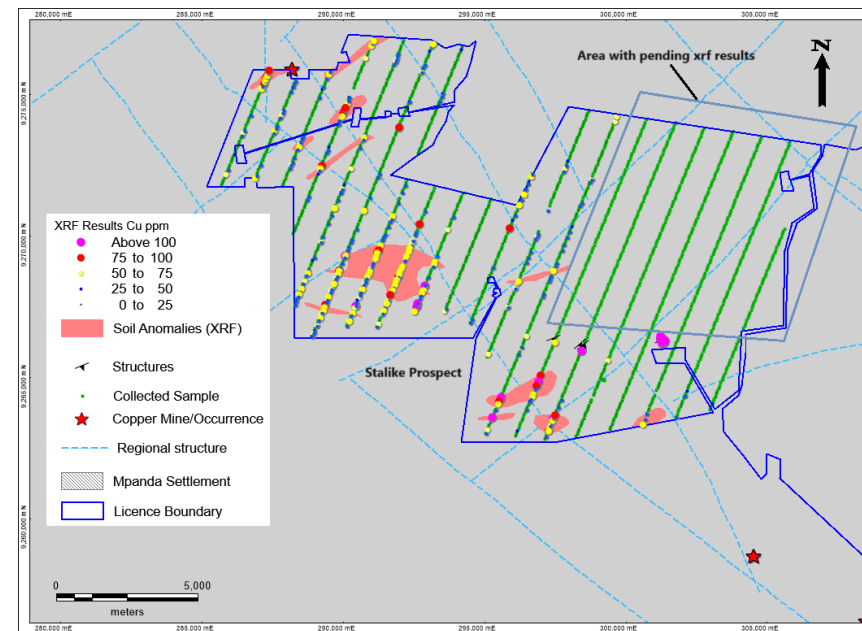 280,000 mE 285,000 mE 290,000 mE 295,000 mE 300,000 mE 305,000 mE
Area with pending xrf results
N
9,275,000 m N
XRF Results Cu ppm
Above 100
75 to 100
50 to 75
25 to 50
0 to 25
Soil Anomalies (XRF)
Structures
Collected Sample
Copper Mine/Occurrence
Regional structure
Mpanda Settlement
Licence Boundary
9,270,000 m N
Stalike Prospect
9,265,000 m N
9,260,000 m N
0 5,000
meters
280,000 mE 285,000 mE 290,000 mE 295,000 mE 300,000 mE 305,000 mE